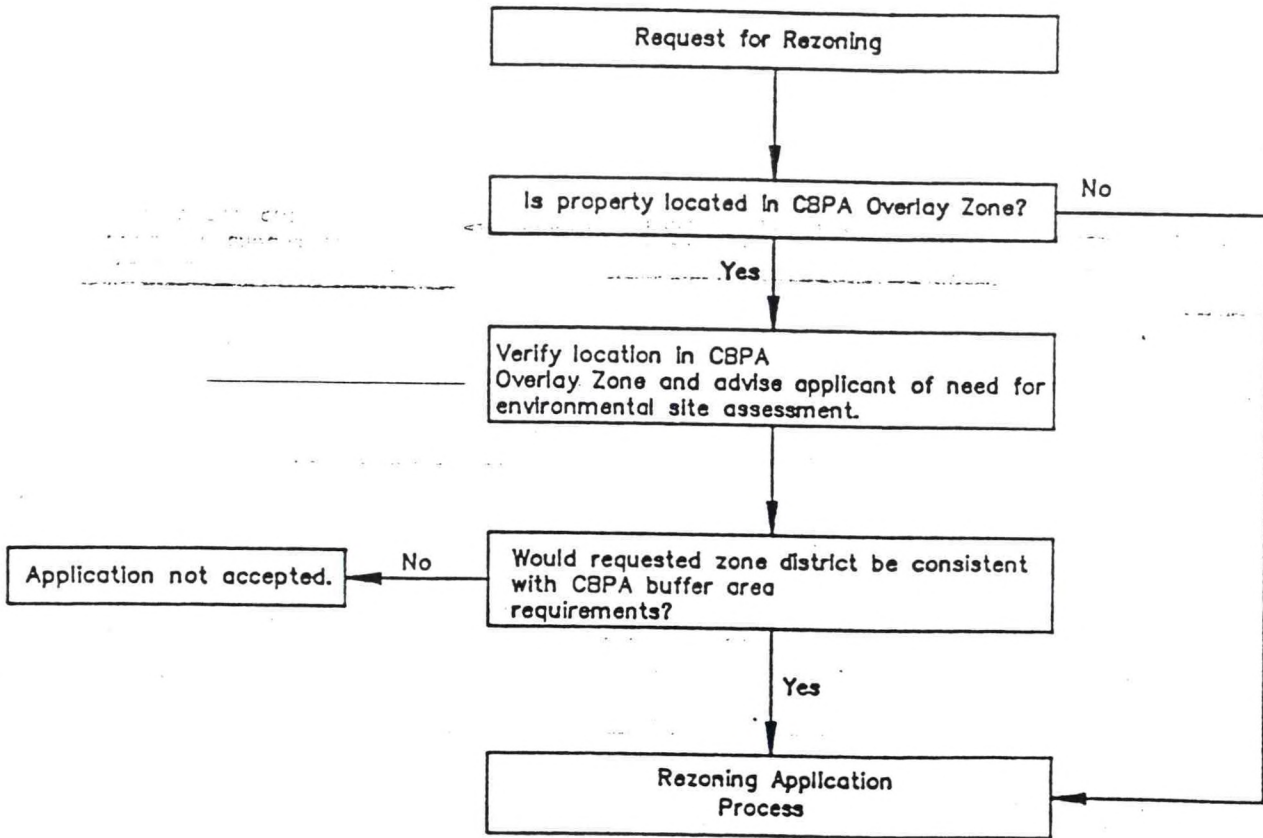 Request for Rezoning
Is property located in CBPA Overlay Zone?
No
Yes
Verify location in CBPA
Overlay Zone and advise applicant of need for
environmental site assessment.
Application not accepted.
No
Would requested zone district be consistent
with CBPA buffer area
requirements?
Yes
Rezoning Application
Process